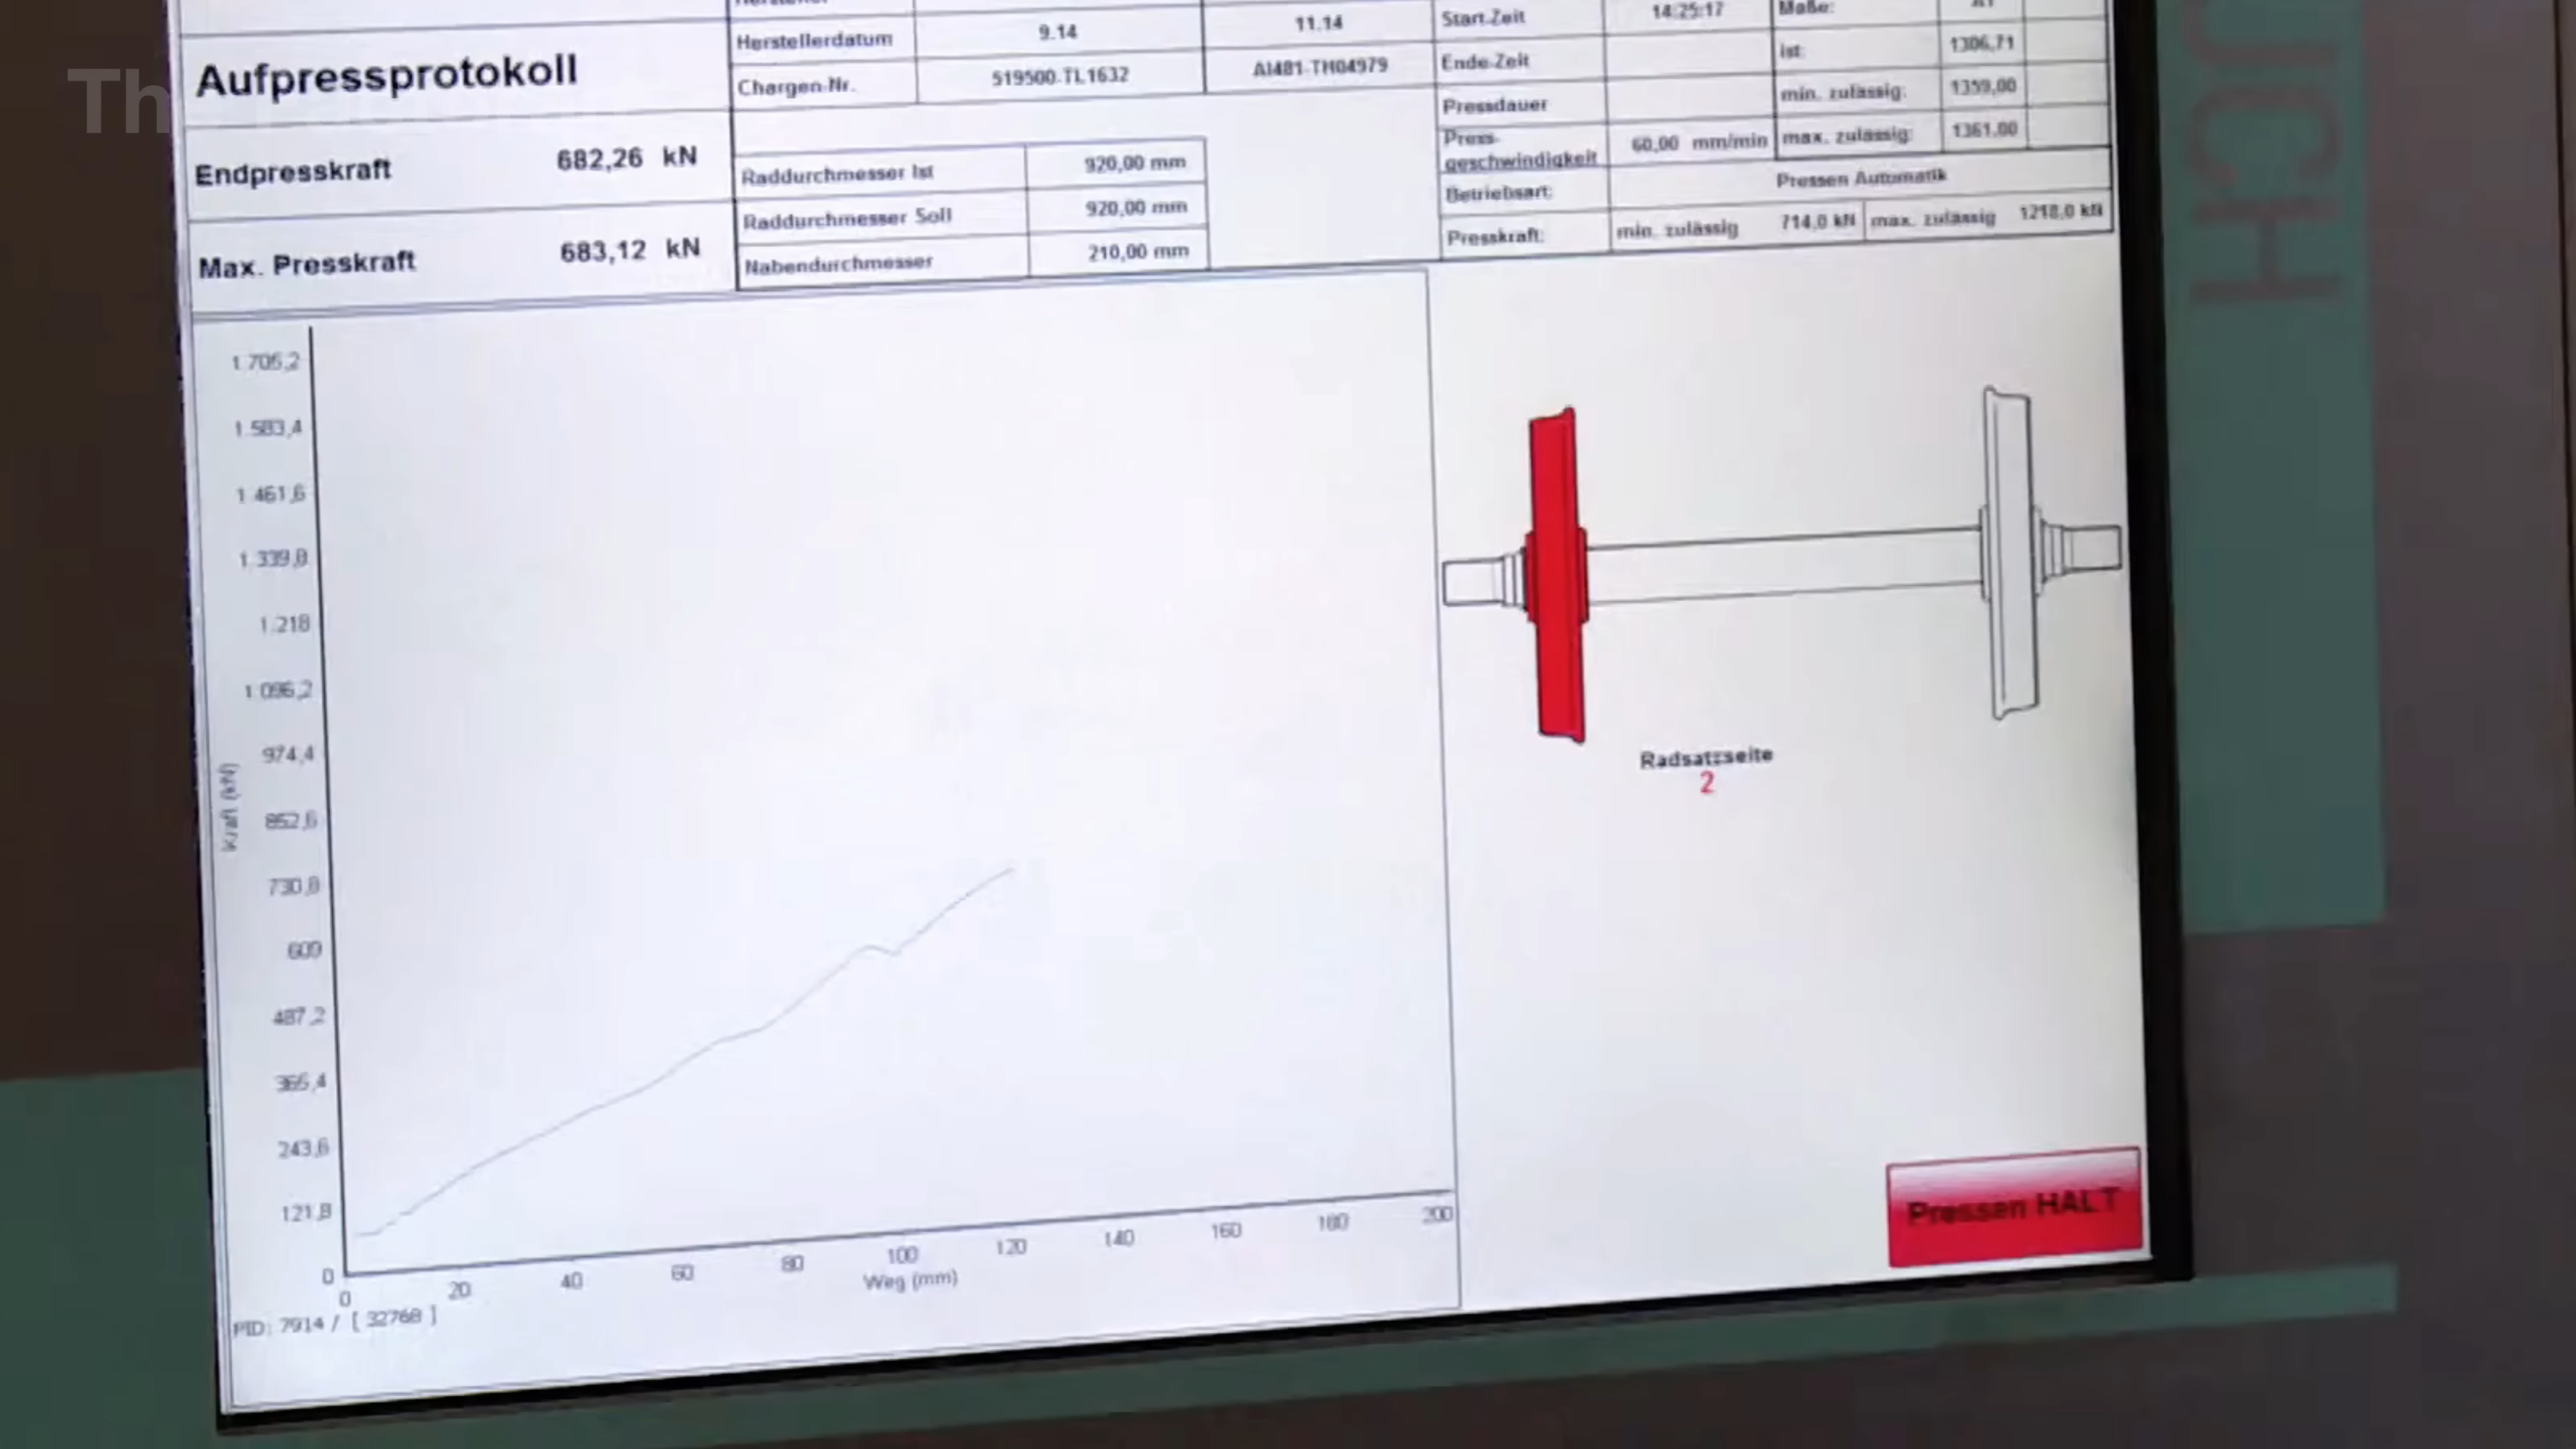 Th
Aufpressprotokoll
Endpresskraft 682,26 kN
Max. Presskraft 683,12 kN
Herstellerdatum 9.14 11.14
Chargen-Nr. 519500-TL1632 AI481-TH04979
Raddurchmesser Ist 920,00 mm
Raddurchmesser Soll 920,00 mm
Nabendurchmesser 210,00 mm
Start-Zeit 14:25:17
Ende-Zeit
Pressdauer
Press-
geschwindigkeit 60,00 mm/min
Betriebsart: Pressen Automatik
Presskraft: min. zulässig 714,0 kN max. zulässig 1218,0 kN
Maße:
ist: 1306,71
min. zulässig: 1359,00
max. zulässig: 1361,00
1.705,2
1.583,4
1.461,6
1.339,8
1.218
1.096,2
974,4
852,6
730,8
609
487,2
365,4
243,6
121,8
0
Kraft (kN)
0 20 40 60 80 100 120 140 160 180 200
Weg (mm)
PID: 7914 / [ 32768 ]
Radsatzseite
2
Pressen HALT